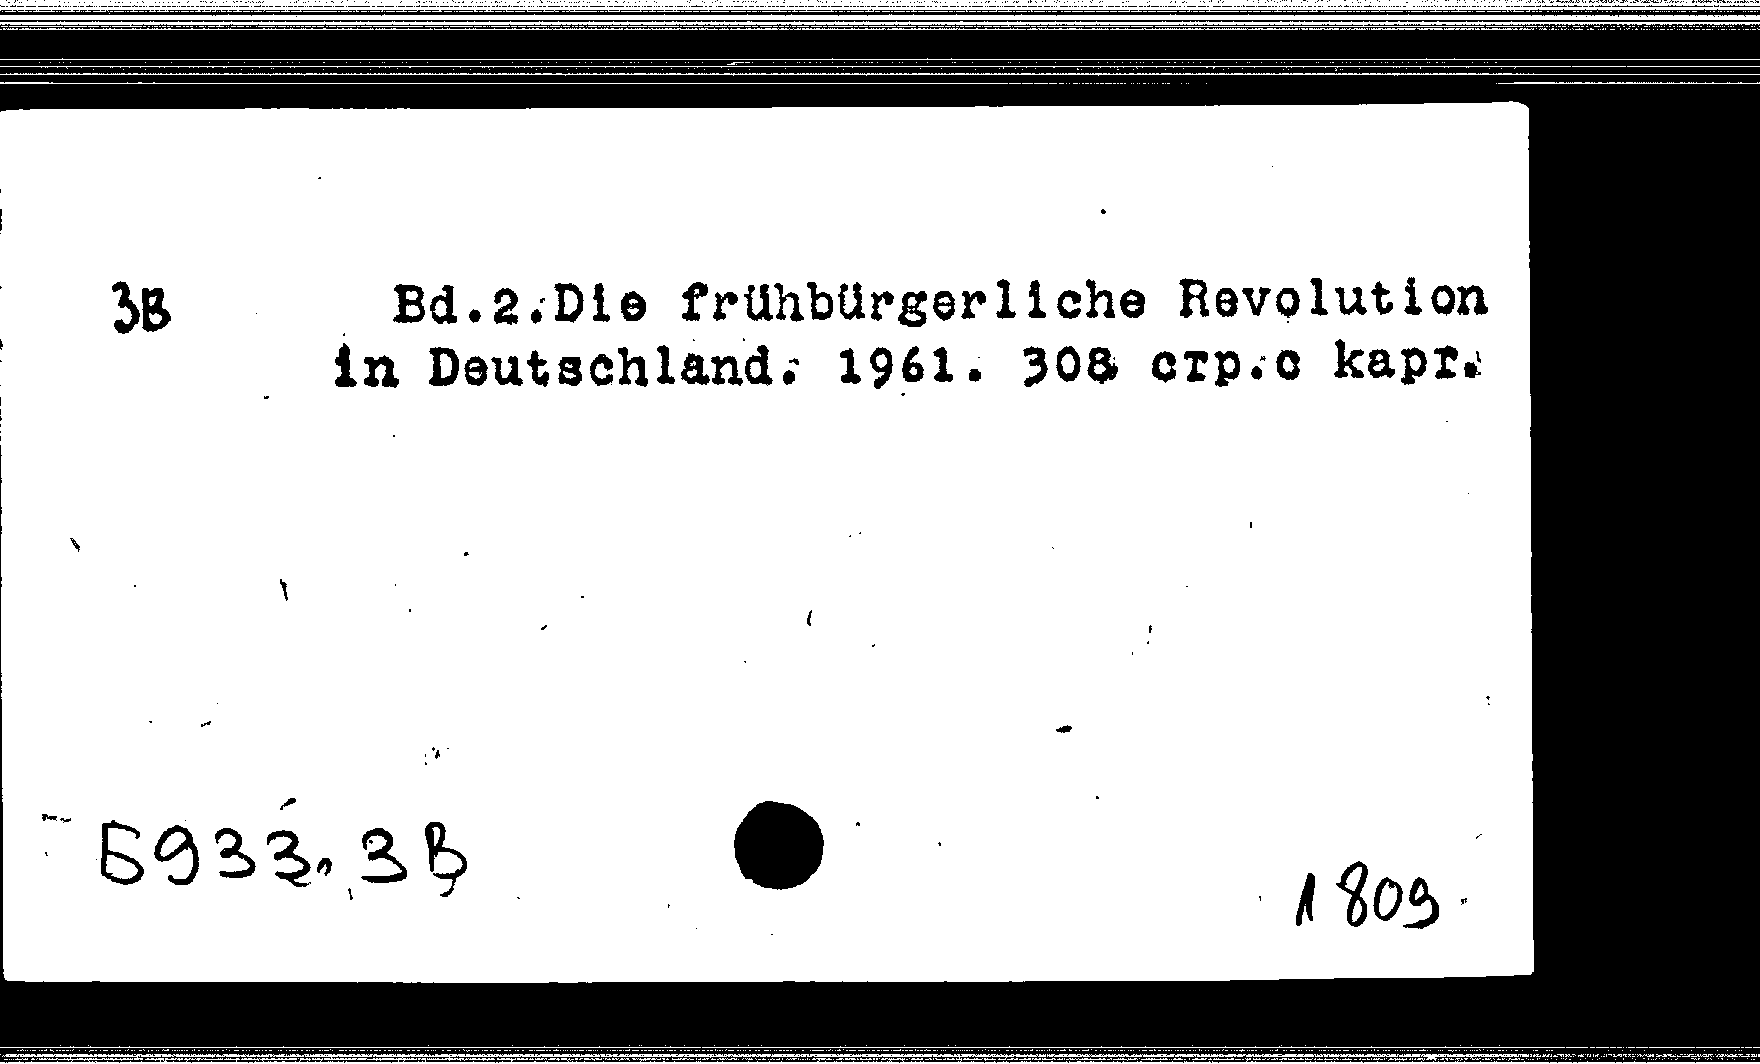 3В Bd.2.Die frühbürgerliche Revolution
in Deutschland. 1961. 308 стр.с карт.
Б933.3В
1809